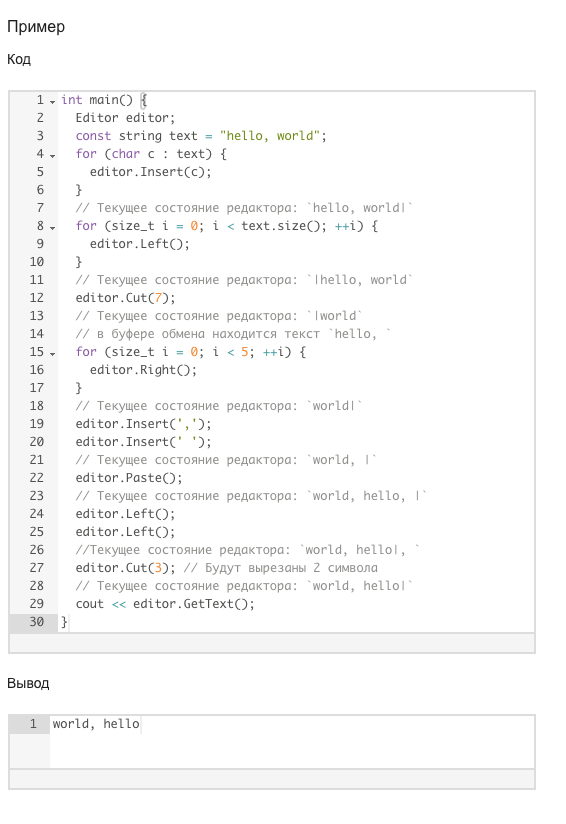 Пример
Код
1 int main() {
2   Editor editor;
3   const string text = "hello, world";
4   for (char c : text) {
5     editor.Insert(c);
6   }
7   // Текущее состояние редактора: `hello, world|`
8   for (size_t i = 0; i < text.size(); ++i) {
9     editor.Left();
10   }
11   // Текущее состояние редактора: `|hello, world`
12   editor.Cut(7);
13   // Текущее состояние редактора: `|world`
14   // в буфере обмена находится текст `hello, `
15   for (size_t i = 0; i < 5; ++i) {
16     editor.Right();
17   }
18   // Текущее состояние редактора: `world|`
19   editor.Insert(',');
20   editor.Insert(' ');
21   // Текущее состояние редактора: `world, |`
22   editor.Paste();
23   // Текущее состояние редактора: `world, hello, |`
24   editor.Left();
25   editor.Left();
26   //Текущее состояние редактора: `world, hello|, `
27   editor.Cut(3); // Будут вырезаны 2 символа
28   // Текущее состояние редактора: `world, hello|`
29   cout << editor.GetText();
30 }
Вывод
1 world, hello